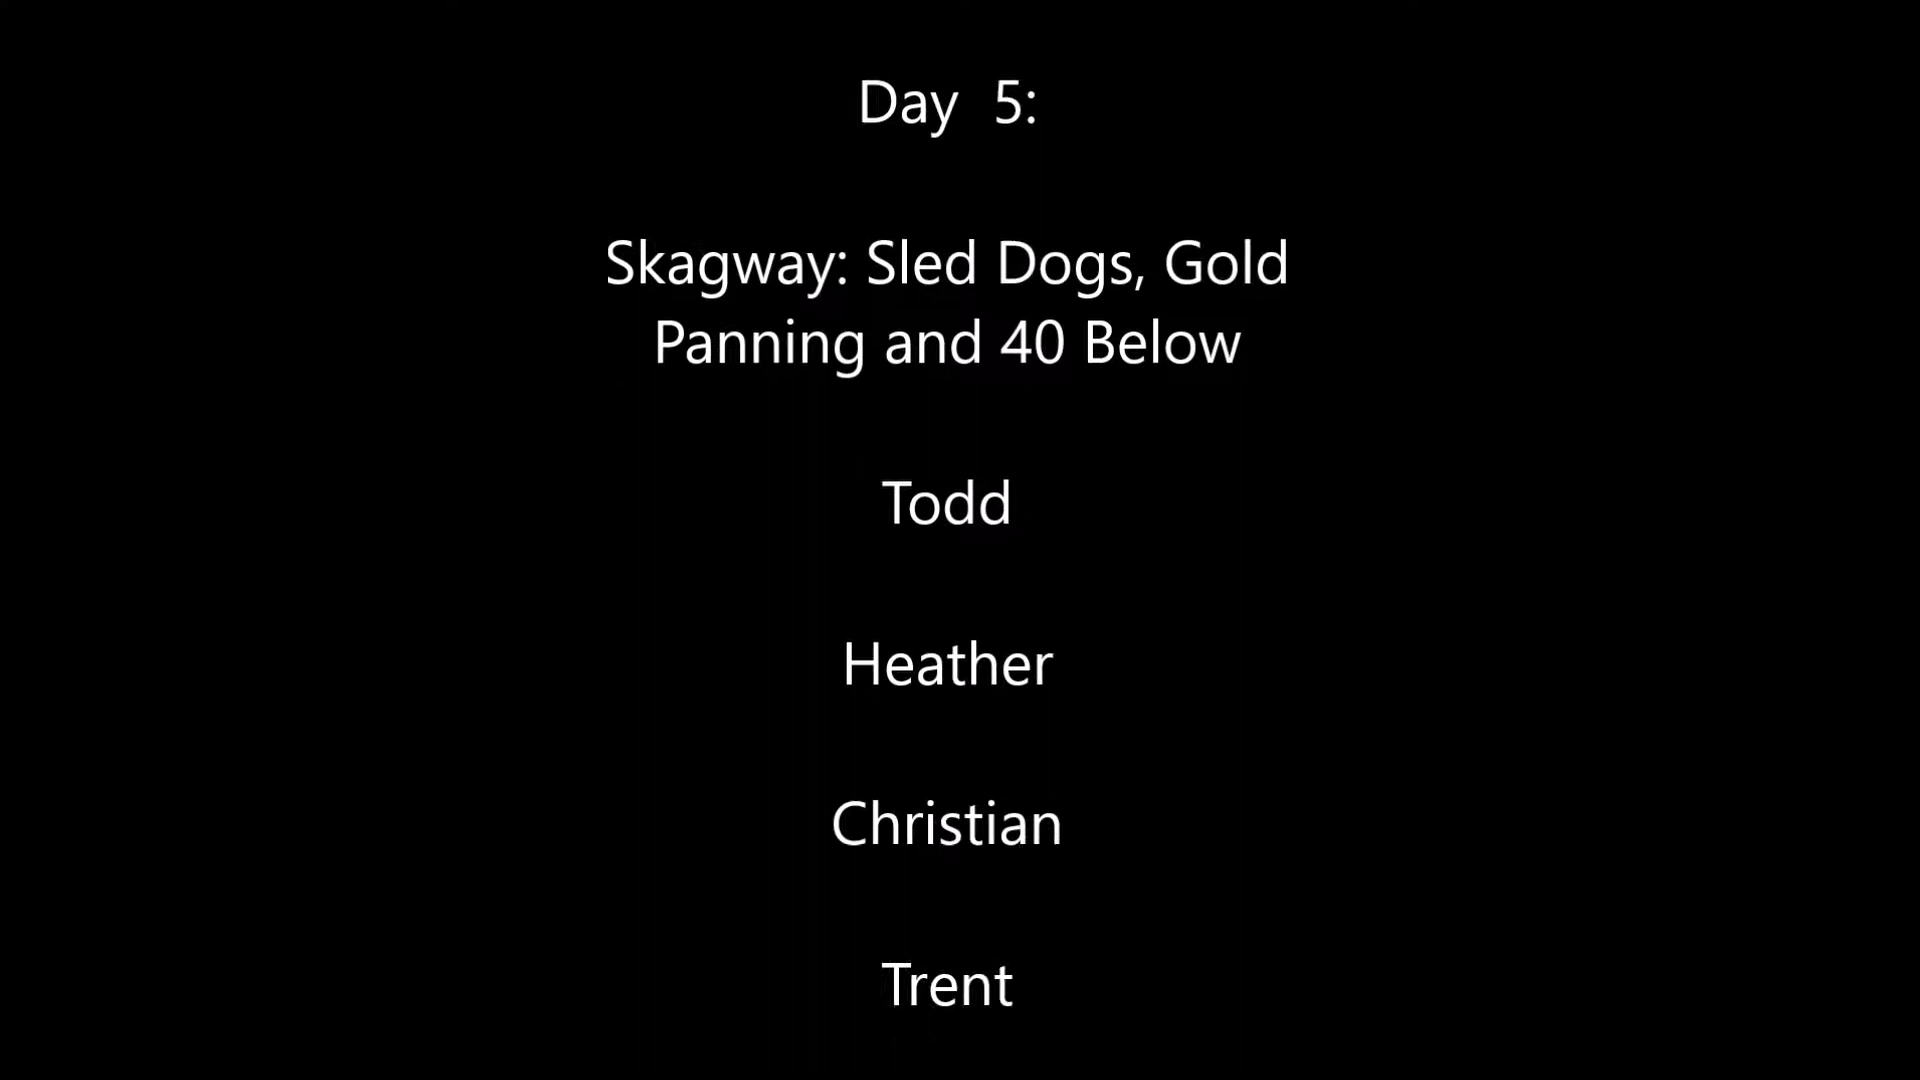 Day  5:
Skagway: Sled Dogs, Gold
Panning and 40 Below
Todd
Heather
Christian
Trent